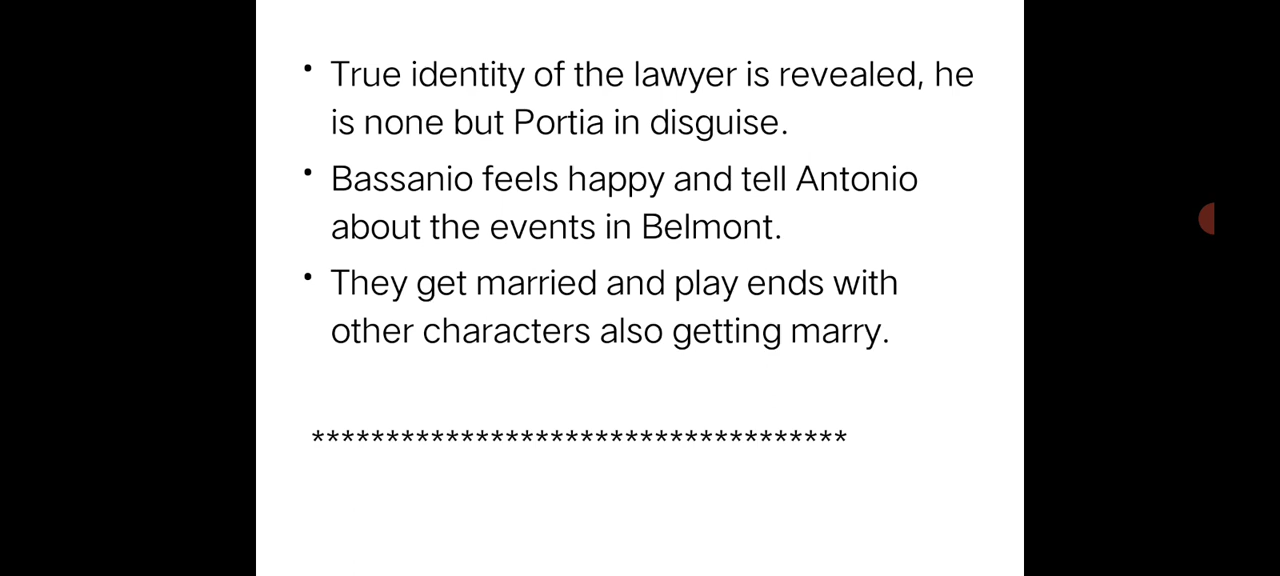 • True identity of the lawyer is revealed, he
is none but Portia in disguise.
• Bassanio feels happy and tell Antonio
about the events in Belmont.
• They get married and play ends with
other characters also getting marry.
************************************